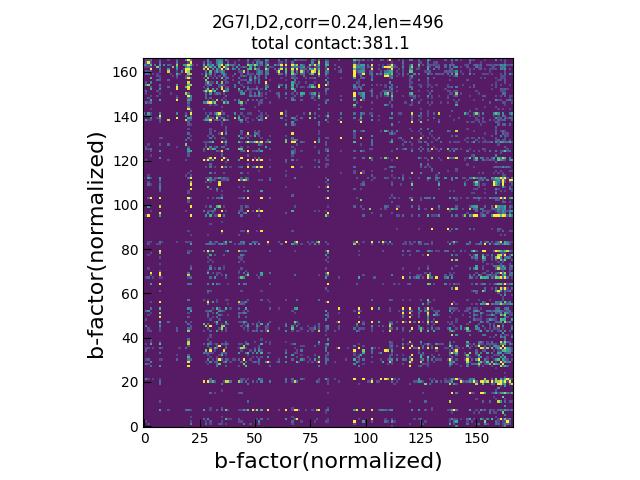 2G7I,D2,corr=0.24,len=496
total contact:381.1
b-factor(normalized)
160
140
120
100
80
60
40
20
0
0 25 50 75 100 125 150
b-factor(normalized)